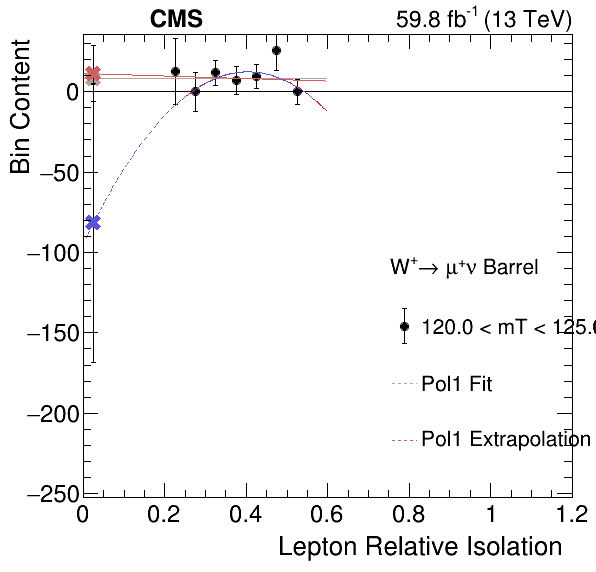 CMS
59.8 fb⁻¹ (13 TeV)
Bin Content
0
−50
−100
−150
−200
−250
W⁺→ μ⁺ν Barrel
120.0 < mT < 125.0
Pol1 Fit
Pol1 Extrapolation
0 0.2 0.4 0.6 0.8 1 1.2
Lepton Relative Isolation